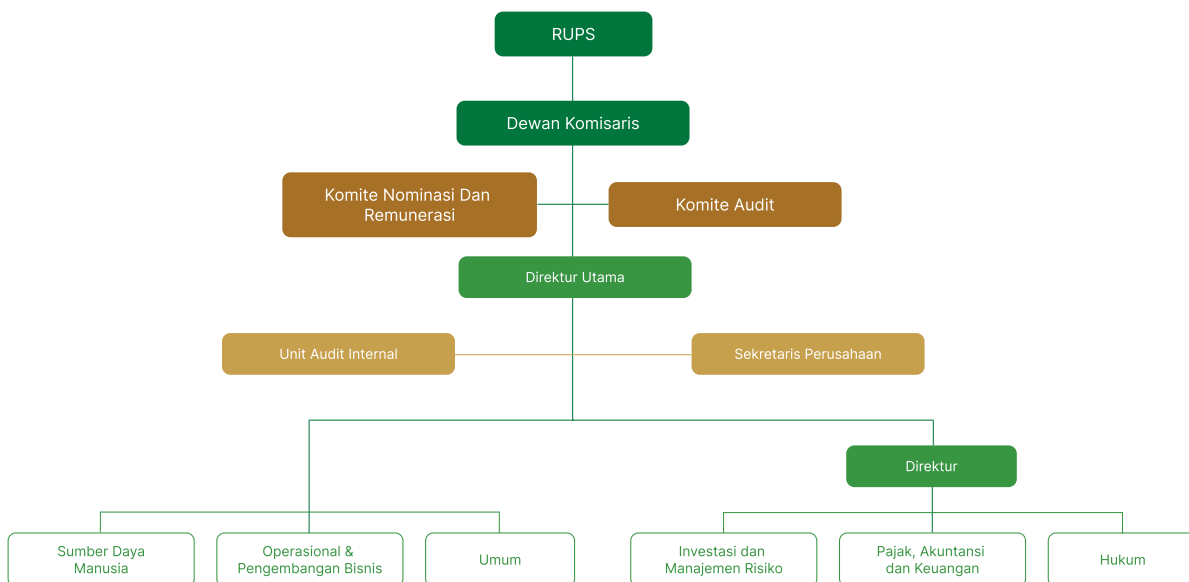 RUPS
Dewan Komisaris
Komite Nominasi Dan
Remunerasi
Komite Audit
Direktur Utama
Unit Audit Internal
Sekretaris Perusahaan
Direktur
Sumber Daya
Manusia
Operasional &
Pengembangan Bisnis
Umum
Investasi dan
Manajemen Risiko
Pajak, Akuntansi
dan Keuangan
Hukum